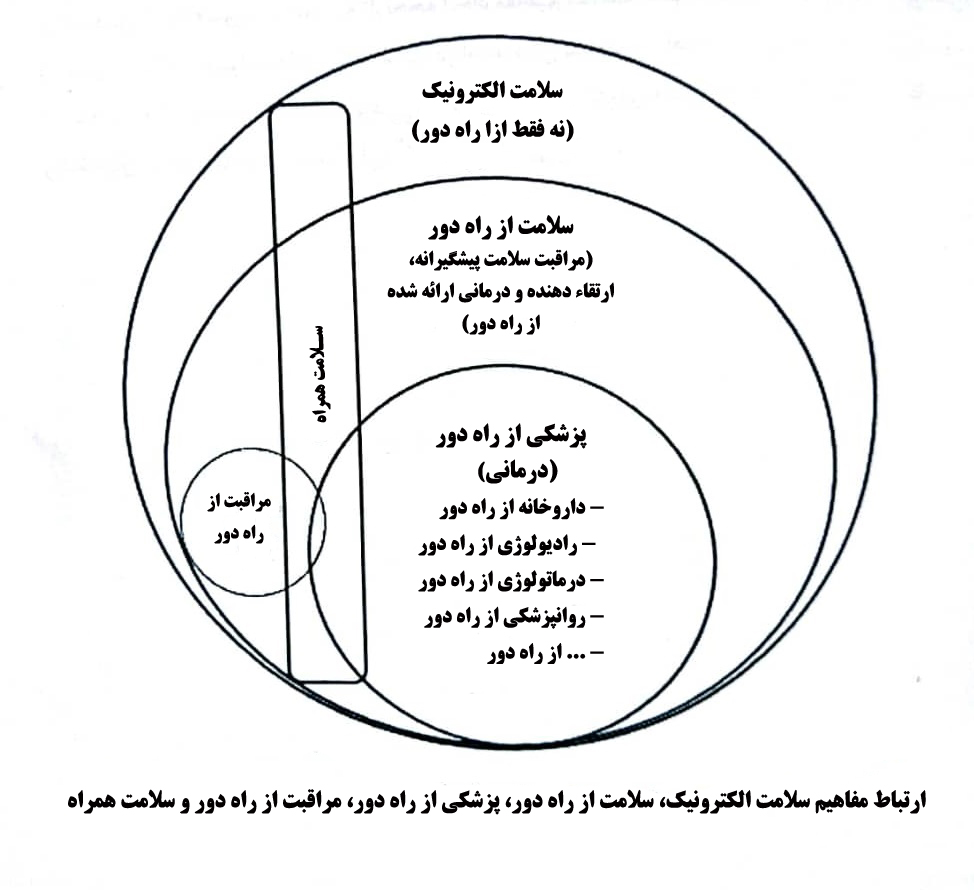 سلامت الکترونیک
(نه فقط ازا راه دور)
سلامت از راه دور
(مراقبت سلامت پیشگیرانه،
ارتقاء دهنده و درمانی ارائه شده
از راه دور)
سلامت همراه
پزشکی از راه دور
(درمانی)
– داروخانه از راه دور
– رادیولوژی از راه دور
– درماتولوژی از راه دور
– روانپزشکی از راه دور
– ... از راه دور
مراقبت از
راه دور
ارتباط مفاهیم سلامت الکترونیک، سلامت از راه دور، پزشکی از راه دور، مراقبت از راه دور و سلامت همراه